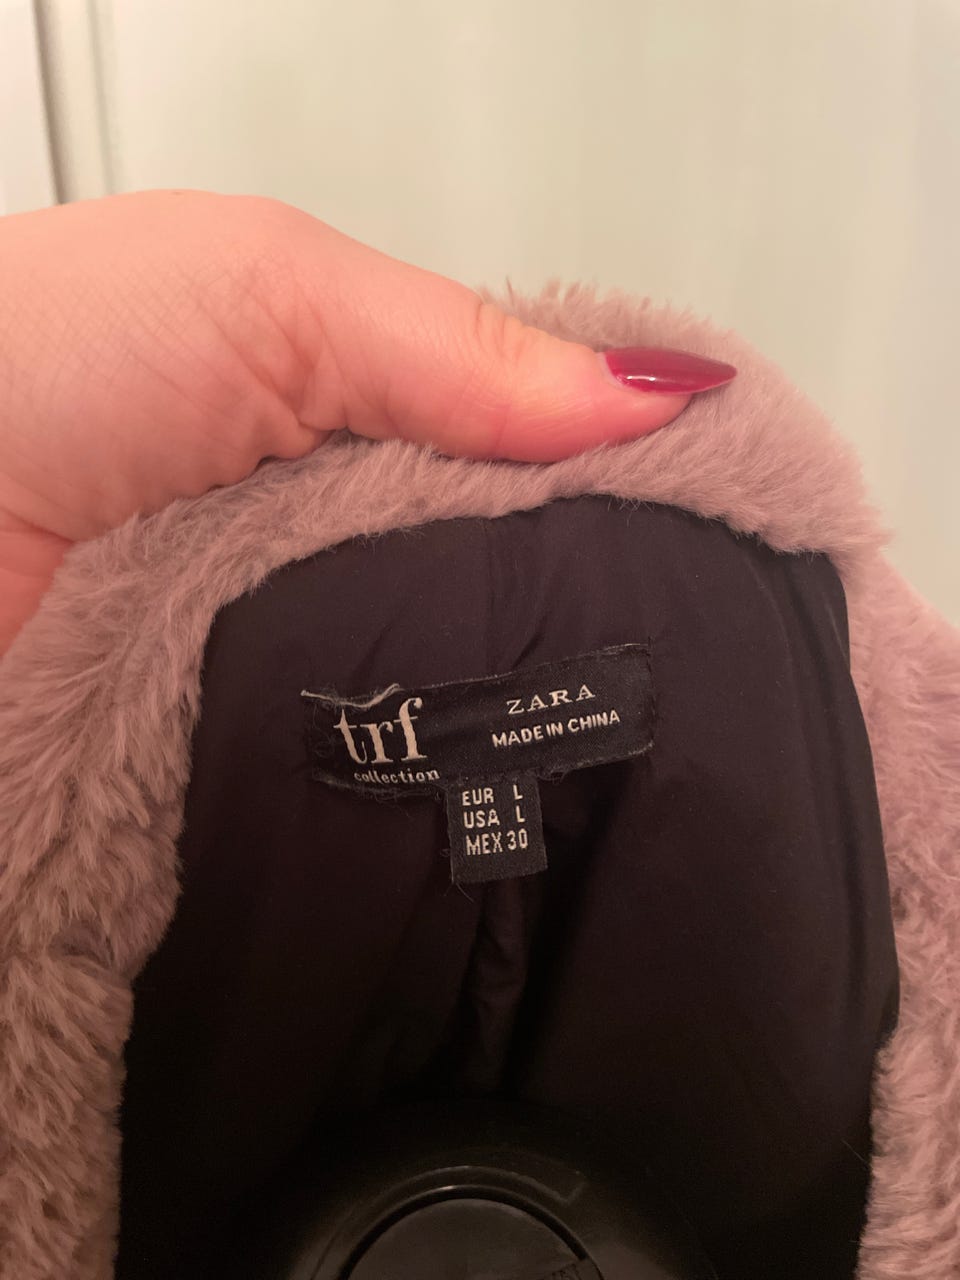 trf
collection
ZARA
MADE IN CHINA
EUR L
USA L
MEX 30